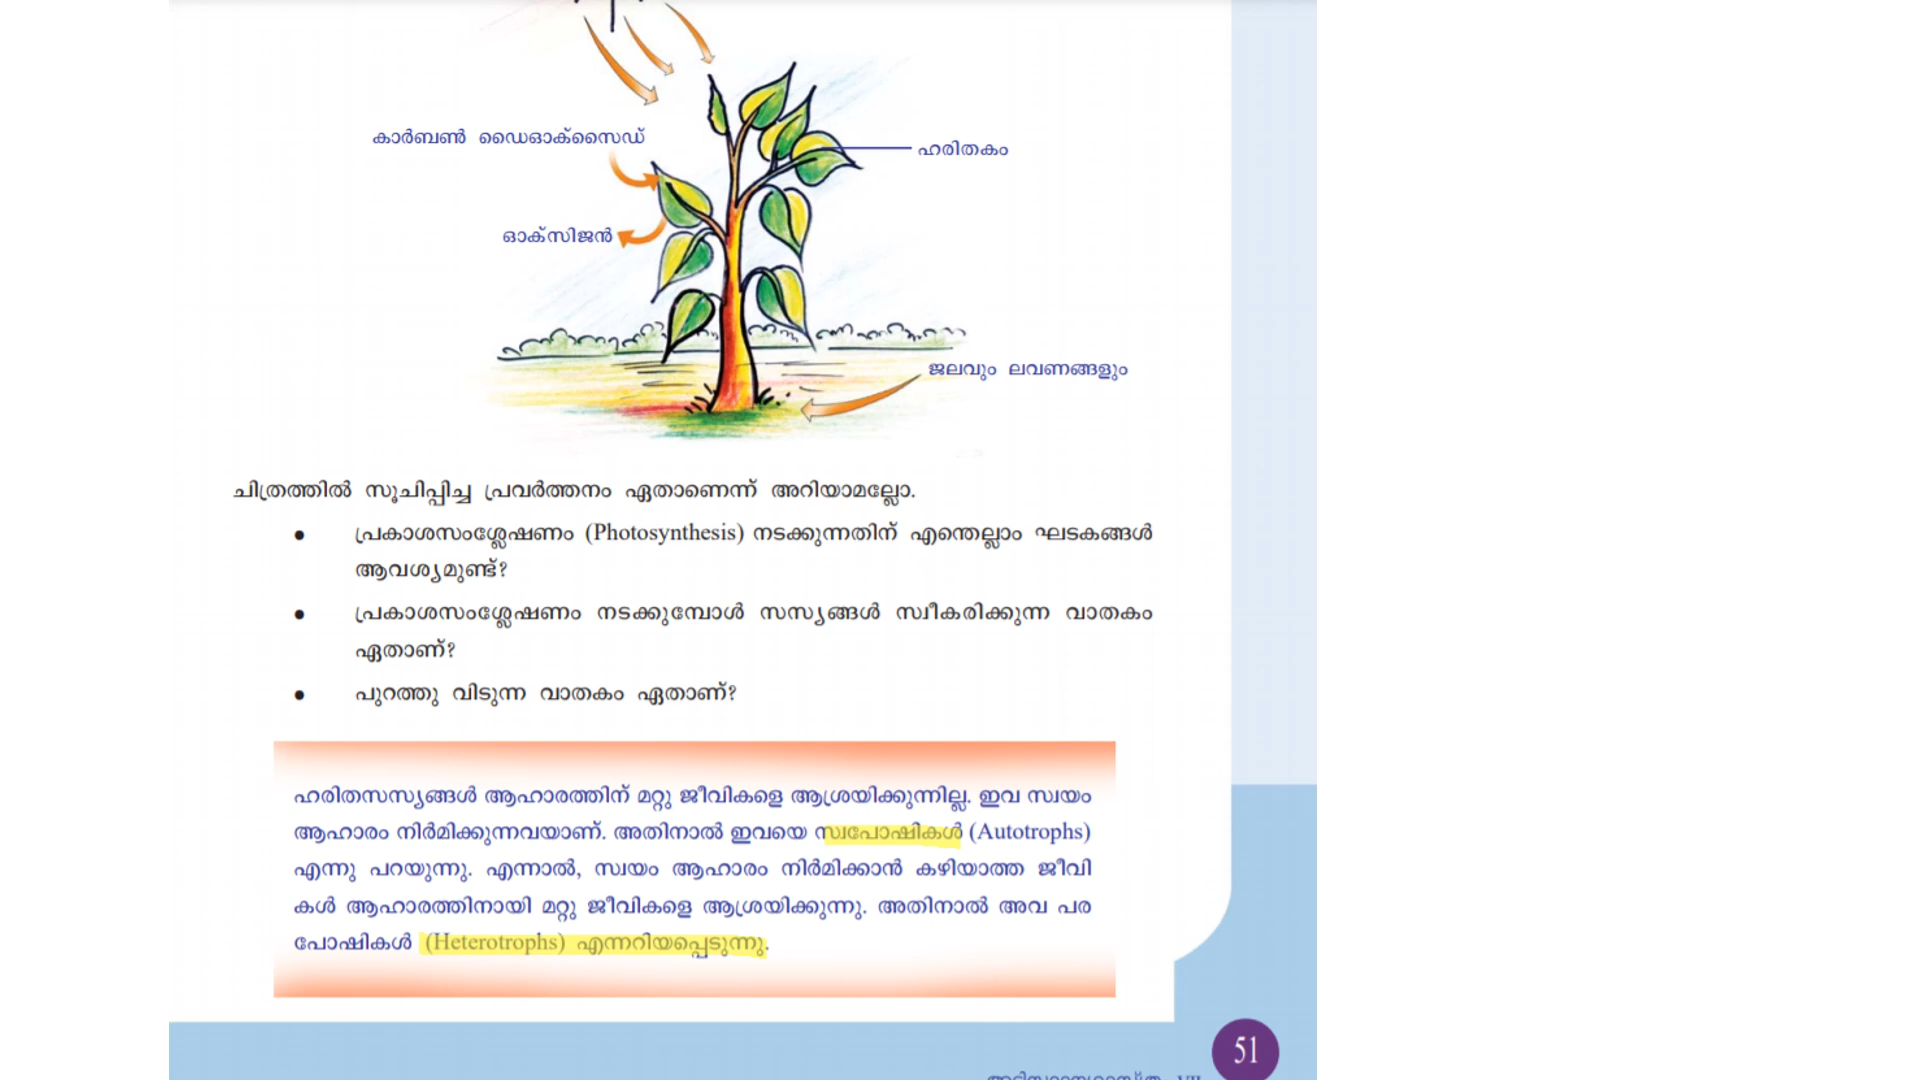 കാർബൺ ഡൈഓക്സൈഡ്
ഹരിതകം
ഓക്സിജൻ
ജലവും ലവണങ്ങളും
ചിത്രത്തിൽ സൂചിപ്പിച്ച പ്രവർത്തനം ഏതാണെന്ന് അറിയാമല്ലോ.
● പ്രകാശസംശ്ലേഷണം (Photosynthesis) നടക്കുന്നതിന് എന്തെല്ലാം ഘടകങ്ങൾ
ആവശ്യമുണ്ട്?
● പ്രകാശസംശ്ലേഷണം നടക്കുമ്പോൾ സസ്യങ്ങൾ സ്വീകരിക്കുന്ന വാതകം
ഏതാണ്?
● പുറത്തു വിടുന്ന വാതകം ഏതാണ്?
ഹരിതസസ്യങ്ങൾ ആഹാരത്തിന് മറ്റു ജീവികളെ ആശ്രയിക്കുന്നില്ല. ഇവ സ്വയം
ആഹാരം നിർമിക്കുന്നവയാണ്. അതിനാൽ ഇവയെ സ്വപോഷികൾ (Autotrophs)
എന്നു പറയുന്നു. എന്നാൽ, സ്വയം ആഹാരം നിർമിക്കാൻ കഴിയാത്ത ജീവി
കൾ ആഹാരത്തിനായി മറ്റു ജീവികളെ ആശ്രയിക്കുന്നു. അതിനാൽ അവ പര
പോഷികൾ (Heterotrophs) എന്നറിയപ്പെടുന്നു.
51